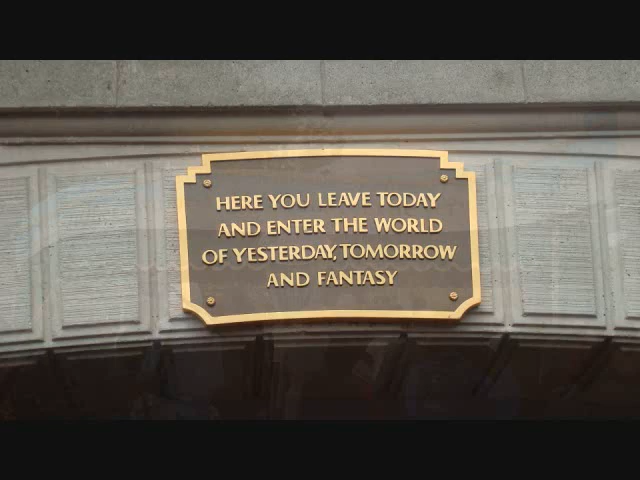 HERE YOU LEAVE TODAY
AND ENTER THE WORLD
OF YESTERDAY, TOMORROW
AND FANTASY